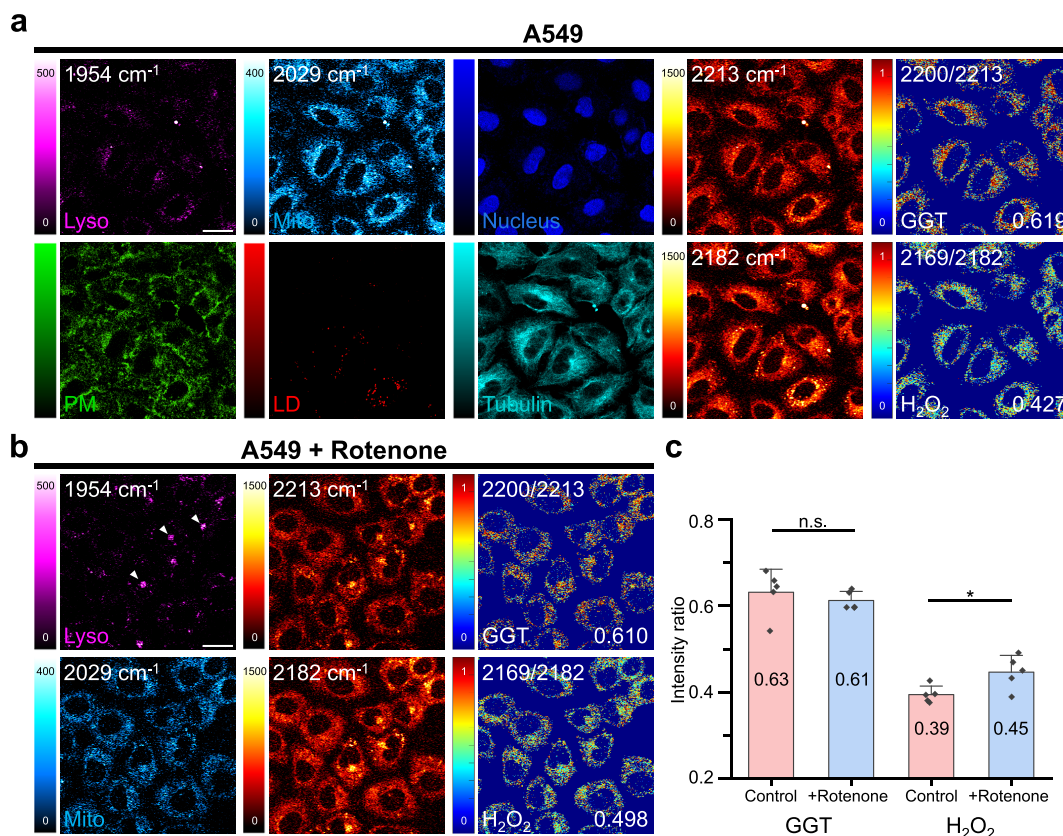 a
A549
500
1954 cm⁻¹
0
Lyso
400
2029 cm⁻¹
0
Mito
Nucleus
1500
2213 cm⁻¹
0
1
2200/2213
0
GGT
0.619
PM
LD
Tubulin
1500
2182 cm⁻¹
0
1
2169/2182
0
H₂O₂
0.427
b
A549 + Rotenone
500
1954 cm⁻¹
0
Lyso
1500
2213 cm⁻¹
0
1
2200/2213
0
GGT
0.610
400
2029 cm⁻¹
0
Mito
1500
2182 cm⁻¹
0
1
2169/2182
0
H₂O₂
0.498
c
Intensity ratio
0.8
0.6
0.4
0.2
n.s.
*
0.63
0.61
0.39
0.45
Control
+Rotenone
Control
+Rotenone
GGT
H₂O₂